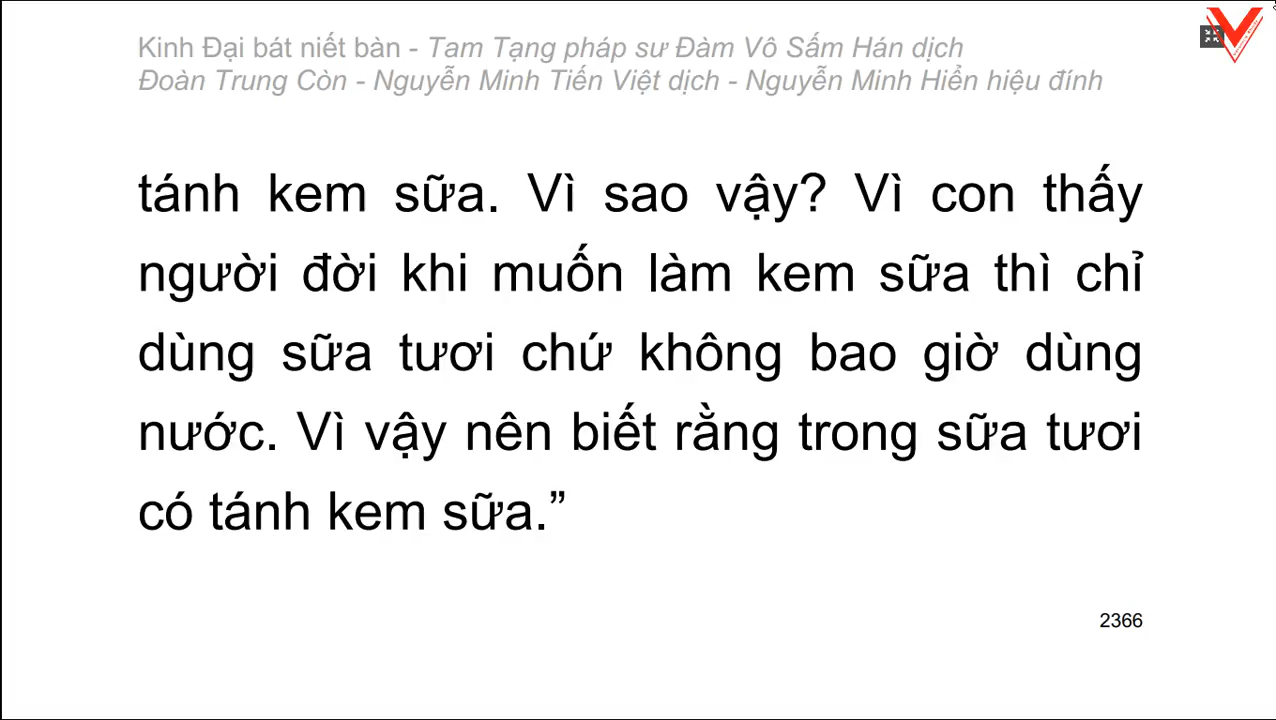 Kinh Đại bát niết bàn - Tam Tạng pháp sư Đàm Vô Sấm Hán dịch
Đoàn Trung Còn - Nguyễn Minh Tiến Việt dịch - Nguyễn Minh Hiển hiệu đính
tánh kem sữa. Vì sao vậy? Vì con thấy
người đời khi muốn làm kem sữa thì chỉ
dùng sữa tươi chứ không bao giờ dùng
nước. Vì vậy nên biết rằng trong sữa tươi
có tánh kem sữa.”
2366